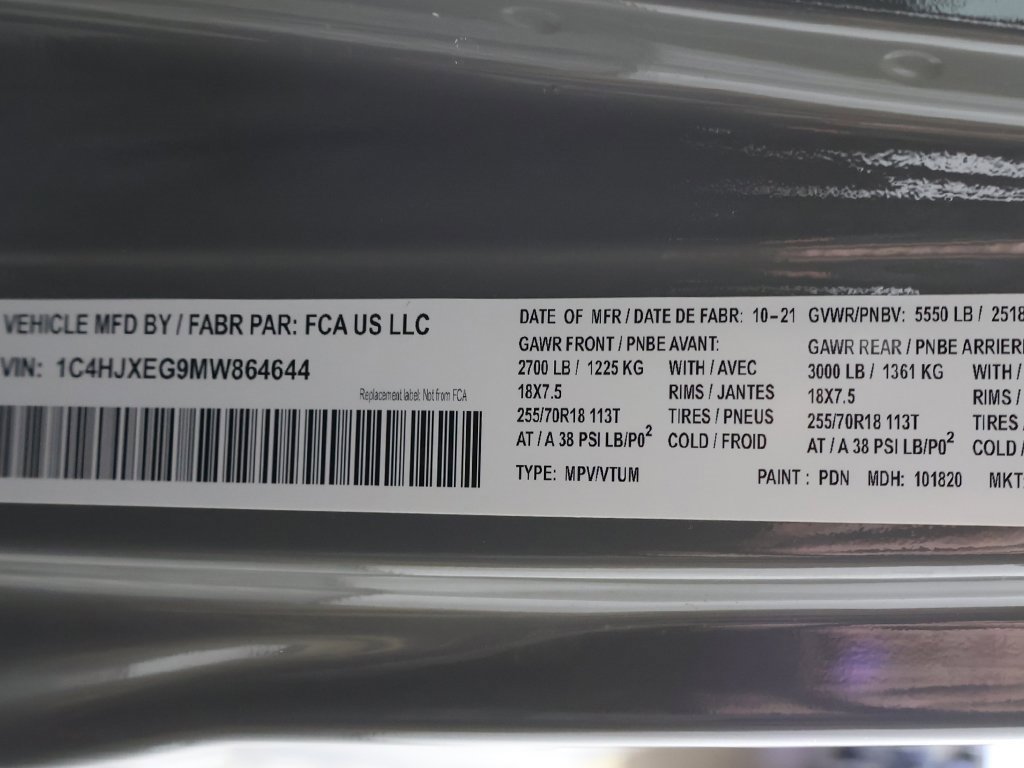 VEHICLE MFD BY / FABR PAR: FCA US LLC
VIN: 1C4HJXEG9MW864644
Replacement label. Not from FCA
DATE OF MFR / DATE DE FABR: 10-21 GVWR/PNBV: 5550 LB / 2518
GAWR FRONT / PNBE AVANT: GAWR REAR / PNBE ARRIERE
2700 LB / 1225 KG WITH / AVEC 3000 LB / 1361 KG WITH /
18X7.5 RIMS / JANTES 18X7.5 RIMS /
255/70R18 113T TIRES / PNEUS 255/70R18 113T TIRES /
AT / A 38 PSI LB/PO² COLD / FROID AT / A 38 PSI LB/PO² COLD /
TYPE: MPV/VTUM PAINT : PDN MDH: 101820 MKT: